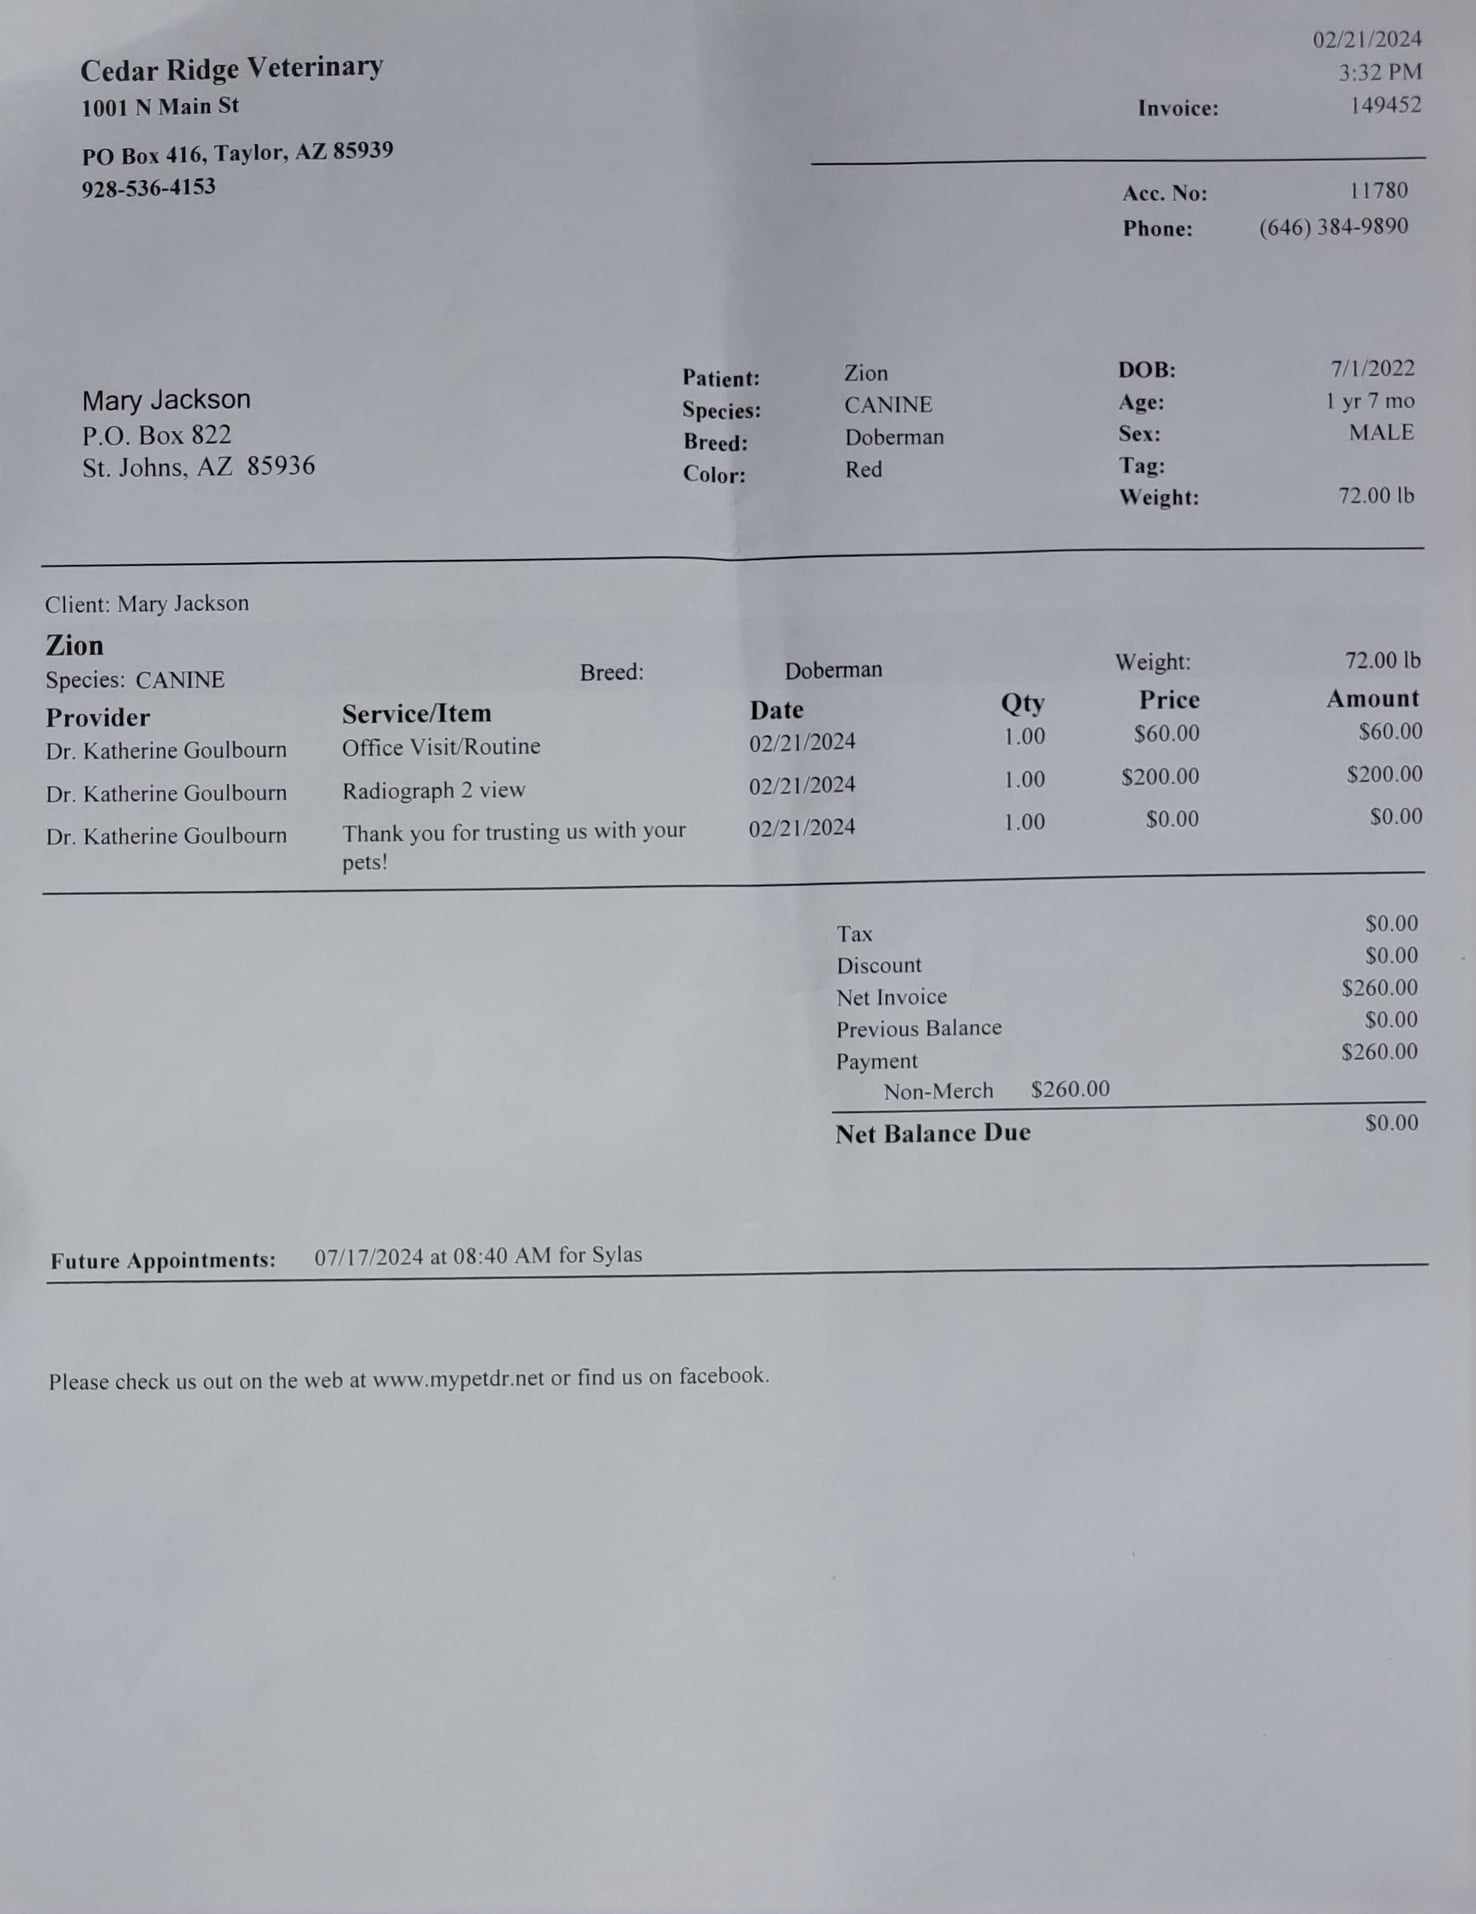 02/21/2024
Cedar Ridge Veterinary
3:32 PM
1001 N Main St
Invoice: 149452
PO Box 416, Taylor, AZ 85939
928-536-4153
Acc. No: 11780
Phone: (646) 384-9890
Mary Jackson
P.O. Box 822
St. Johns, AZ 85936
Patient: Zion
Species: CANINE
Breed: Doberman
Color: Red
DOB: 7/1/2022
Age: 1 yr 7 mo
Sex: MALE
Tag:
Weight: 72.00 lb
Client: Mary Jackson
Zion
Species: CANINE Breed: Doberman Weight: 72.00 lb
Provider Service/Item Date Qty Price Amount
Dr. Katherine Goulbourn Office Visit/Routine 02/21/2024 1.00 $60.00 $60.00
Dr. Katherine Goulbourn Radiograph 2 view 02/21/2024 1.00 $200.00 $200.00
Dr. Katherine Goulbourn Thank you for trusting us with your 02/21/2024 1.00 $0.00 $0.00
pets!
Tax $0.00
Discount $0.00
Net Invoice $260.00
Previous Balance $0.00
Payment $260.00
Non-Merch $260.00
Net Balance Due $0.00
Future Appointments: 07/17/2024 at 08:40 AM for Sylas
Please check us out on the web at www.mypetdr.net or find us on facebook.